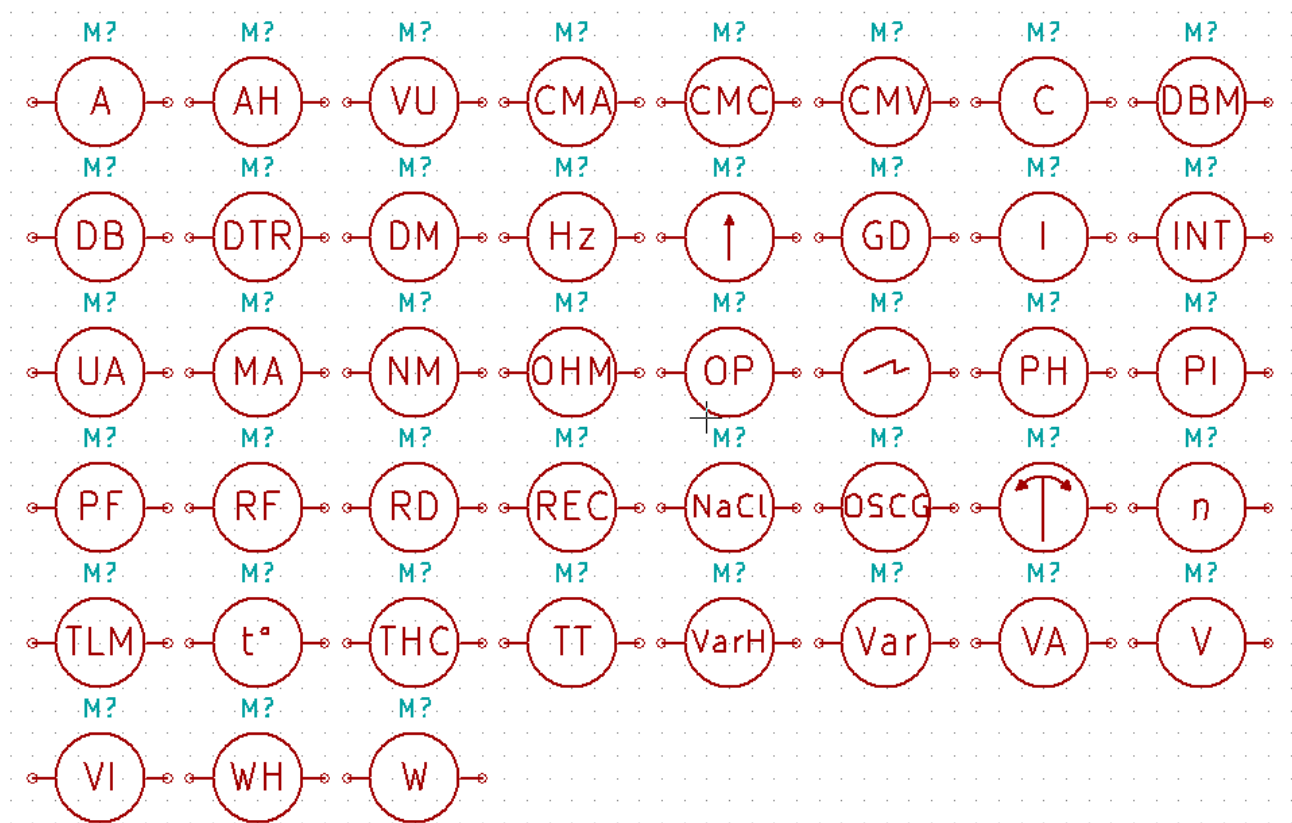 M? M? M? M? M? M? M? M?
A AH VU CMA CMC CMV C DBM
M? M? M? M? M? M? M? M?
DB DTR DM Hz GD I INT
M? M? M? M? M? M? M? M?
UA MA NM OHM OP PH PI
M? M? M? M? M? M? M? M?
PF RF RD REC NaCl OSCG n
M? M? M? M? M? M? M? M?
TLM tª THC TT VarH Var VA V
M? M? M?
VI WH W